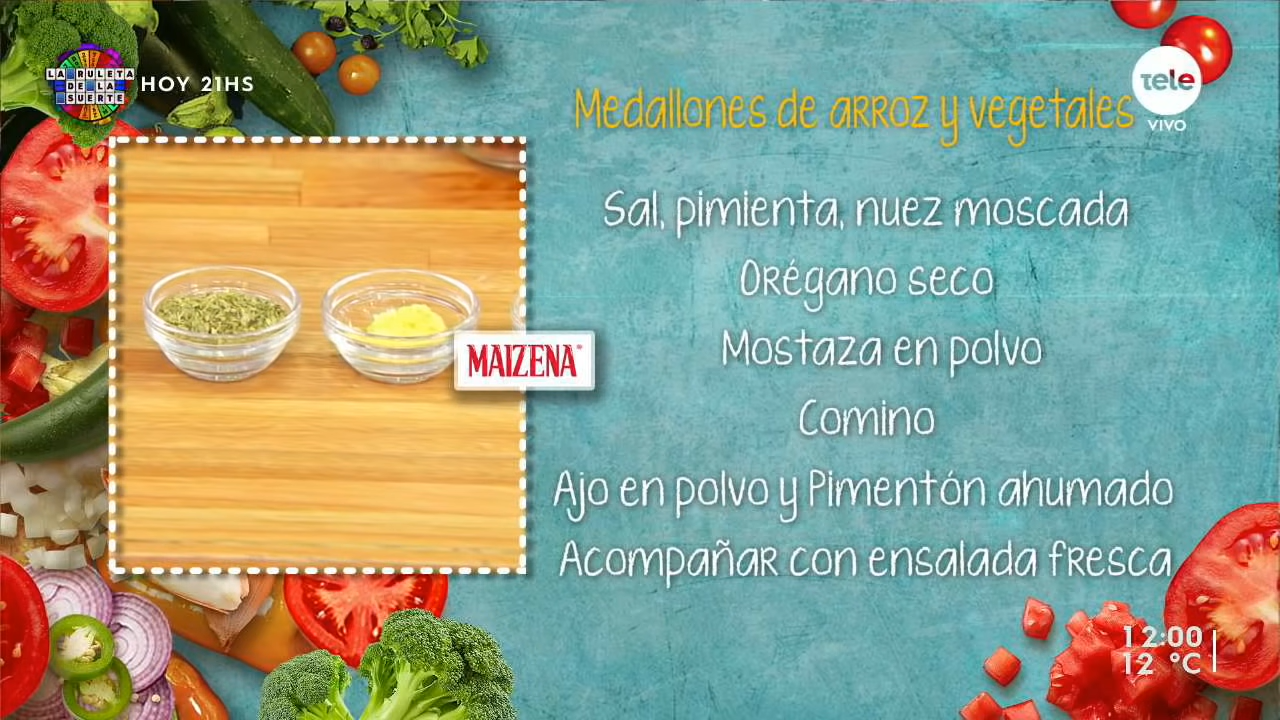 LA RULETA
DE LA
SUERTE
HOY 21HS
tele
VIVO
Medallones de arroz y vegetales
Sal, pimienta, nuez moscada
Orégano seco
Mostaza en polvo
MAIZENA®
Comino
Ajo en polvo y Pimentón ahumado
Acompañar con ensalada fresca
12:00
12 °C